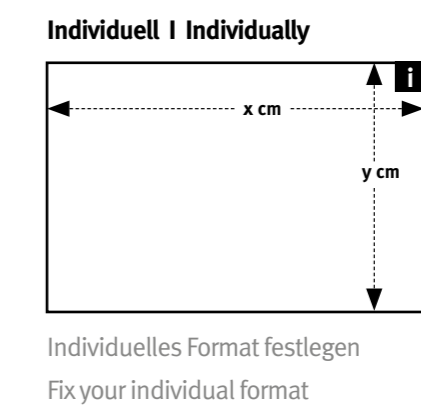 Individuell I Individually
i
x cm
y cm
Individuelles Format festlegen
Fix your individual format